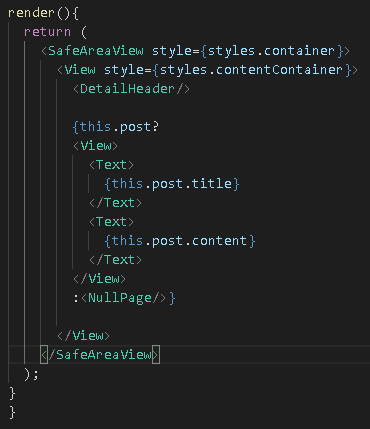 render(){
return (
<SafeAreaView style={styles.container}>
<View style={styles.contentContainer}>
<DetailHeader/>
{this.post?
<View>
<Text>
{this.post.title}
</Text>
<Text>
{this.post.content}
</Text>
</View>
:<NullPage/>}
</View>
</SafeAreaView>
);
}
}